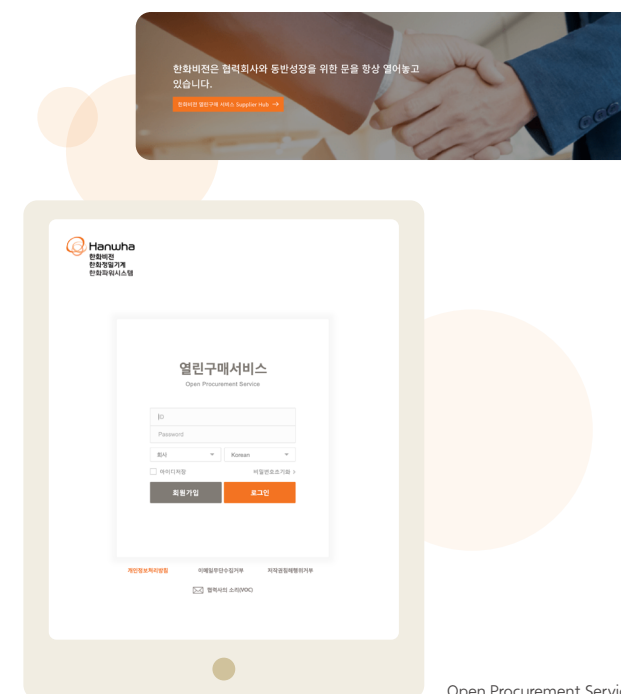 한화비전은 협력회사와 동반성장을 위한 문을 항상 열어놓고
있습니다.
한화비전 열린구매 서비스 Supplier Hub →
Hanwha
한화비전
한화정밀기계
한화파워시스템
열린구매서비스
Open Procurement Service
ID
Password
회사
Korean
아이디저장
비밀번호초기화 >
회원가입
로그인
개인정보처리방침
이메일무단수집거부
저작권침해행위거부
협력사의 소리(VOC)
Open Procurement